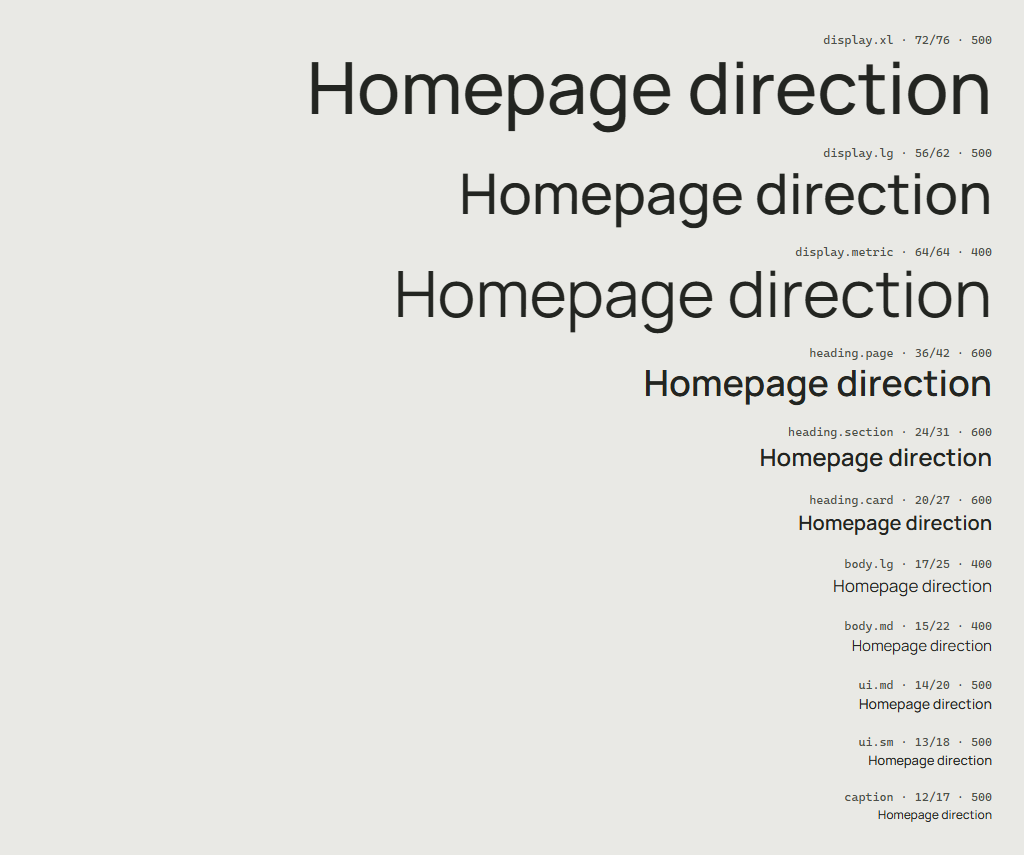 display.xl · 72/76 · 500
Homepage direction
display.lg · 56/62 · 500
Homepage direction
display.metric · 64/64 · 400
Homepage direction
heading.page · 36/42 · 600
Homepage direction
heading.section · 24/31 · 600
Homepage direction
heading.card · 20/27 · 600
Homepage direction
body.lg · 17/25 · 400
Homepage direction
body.md · 15/22 · 400
Homepage direction
ui.md · 14/20 · 500
Homepage direction
ui.sm · 13/18 · 500
Homepage direction
caption · 12/17 · 500
Homepage direction